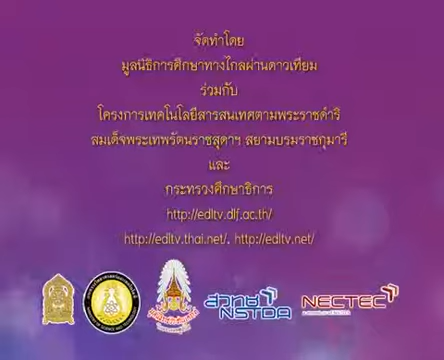 จัดทำโดย
มูลนิธิการศึกษาทางไกลผ่านดาวเทียม
ร่วมกับ
โครงการเทคโนโลยีสารสนเทศตามพระราชดำริ
สมเด็จพระเทพรัตนราชสุดาฯ สยามบรมราชกุมารี
และ
กระทรวงศึกษาธิการ
http://edltv.dlf.ac.th/
http://edltv.thai.net/. http://edltv.net/
สวทช NECTEC
NSTDA